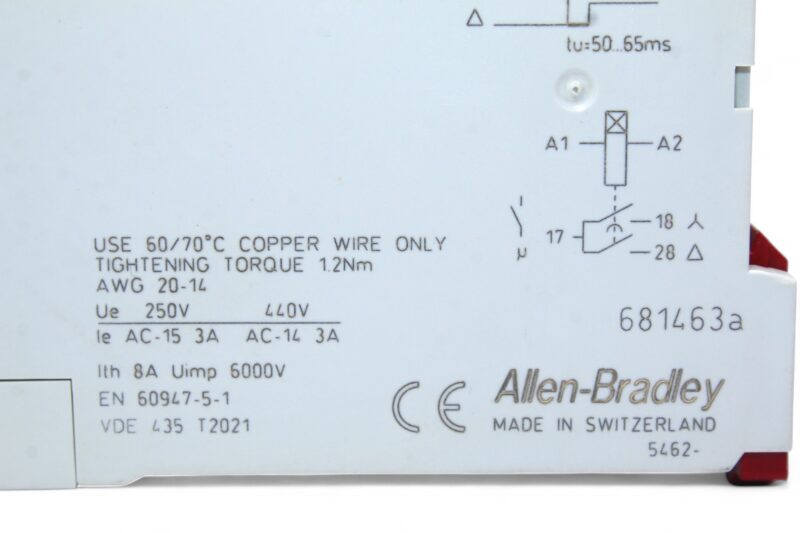 Δ
tu=50...65ms
A1 A2
17 18 ⅄
28 Δ
µ
USE 60/70°C COPPER WIRE ONLY
TIGHTENING TORQUE 1.2Nm
AWG 20-14
Ue 250V 440V
Ie AC-15 3A AC-14 3A
Ith 8A Uimp 6000V
EN 60947-5-1
VDE 435 T2021
681463a
CE
Allen-Bradley
MADE IN SWITZERLAND
5462-